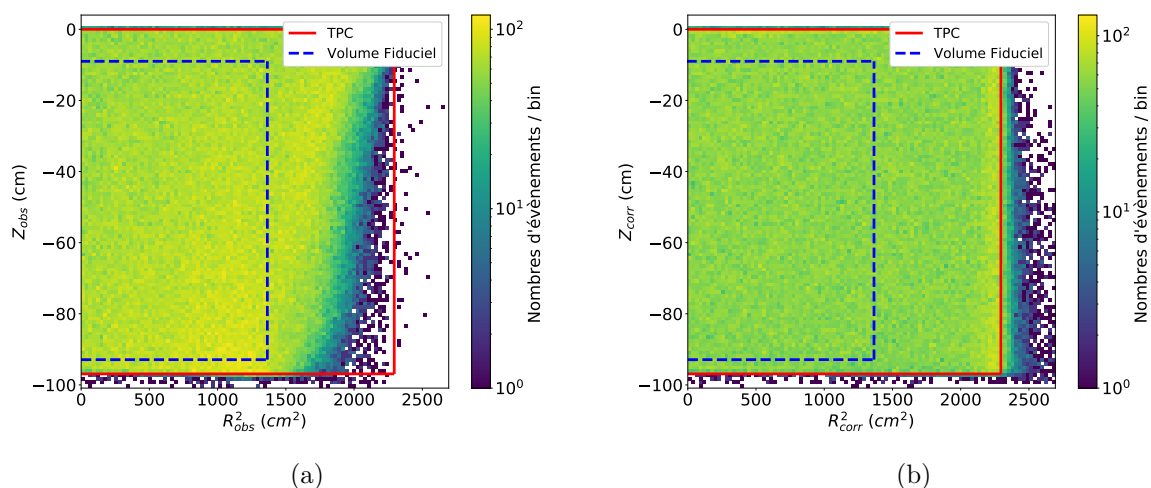 TPC
Volume Fiduciel
0
−20
−40
−60
−80
−100
Z_obs (cm)
0 500 1000 1500 2000 2500
R²_obs (cm²)
10²
10¹
10⁰
Nombres d'évènements / bin
(a)
TPC
Volume Fiduciel
0
−20
−40
−60
−80
−100
Z_corr (cm)
0 500 1000 1500 2000 2500
R²_corr (cm²)
10²
10¹
10⁰
Nombres d'évènements / bin
(b)